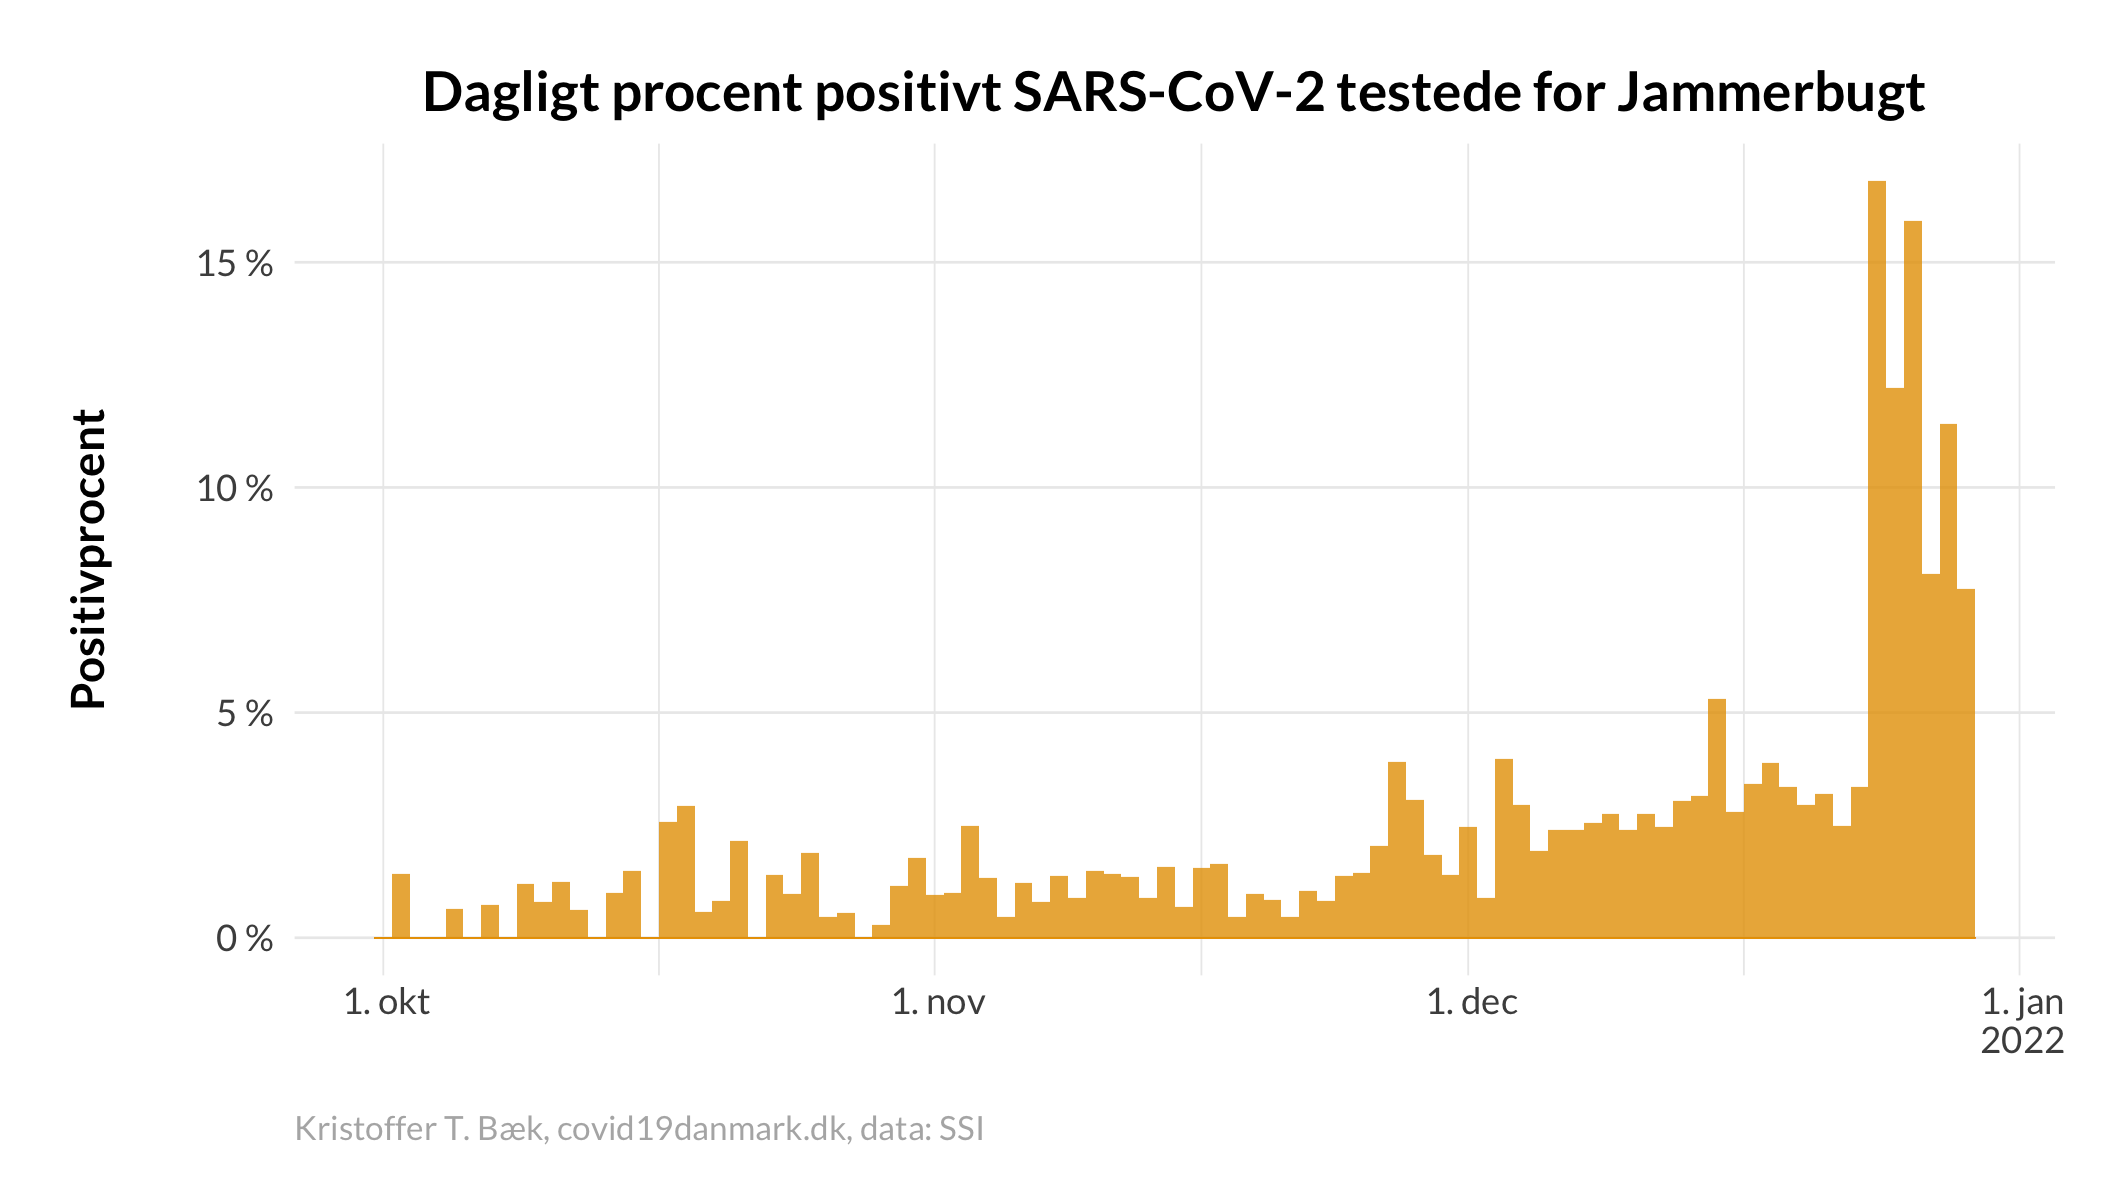 Dagligt procent positivt SARS-CoV-2 testede for Jammerbugt
Positivprocent
15 %
10 %
5 %
0 %
1. okt
1. nov
1. dec
1. jan
2022
Kristoffer T. Bæk, covid19danmark.dk, data: SSI